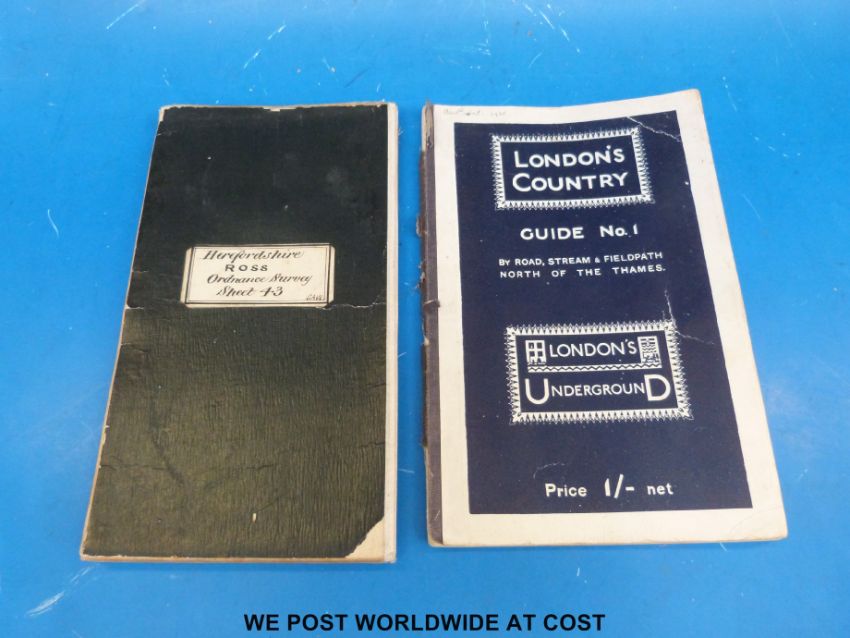 Herefordshire
ROSS
Ordnance Survey
Sheet 43
LONDON'S
COUNTRY
GUIDE No. 1
BY ROAD, STREAM & FIELDPATH
NORTH OF THE THAMES.
LONDON'S
UNDERGROUND
Price 1/- net
WE POST WORLDWIDE AT COST